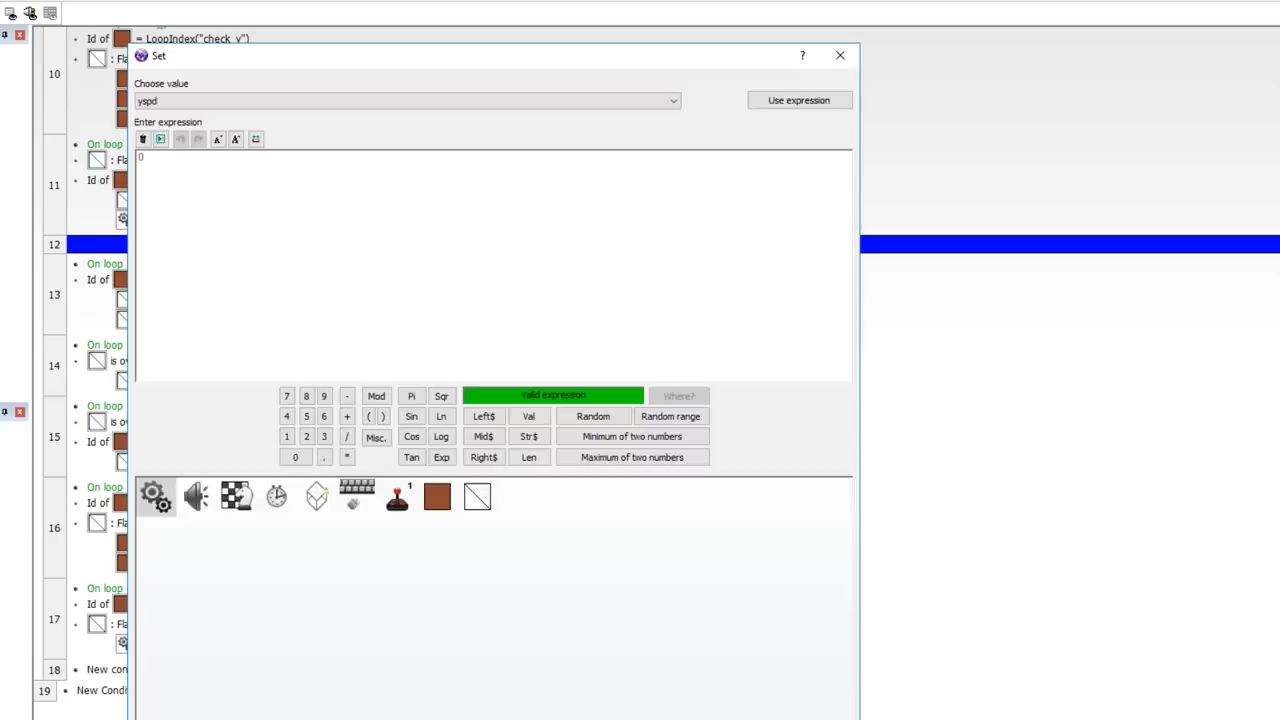 Id of = LoopIndex("check_y")
: Fla
10
Set
?
Choose value
yspd
Use expression
Enter expression
A A
0
On loop
: Fla
Id of
11
12
On loop
Id of
13
On loop
is ov
14
On loop
is ov
Id of
15
On loop
Id of
: Fla
16
On loop
Id of
: Fla
17
18 New con
19 New Condi
7 8 9 - Mod Pi Sqr Valid expression Where?
4 5 6 + ( ) Sin Ln Left$ Val Random Random range
1 2 3 / Misc. Cos Log Mid$ Str$ Minimum of two numbers
0 . * Tan Exp Right$ Len Maximum of two numbers
1